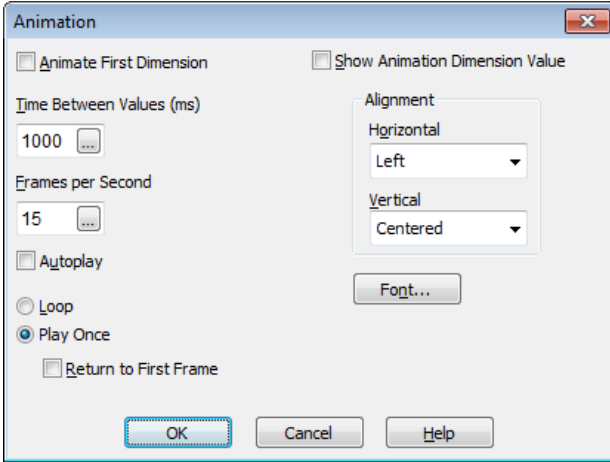 Animation
Animate First Dimension
Show Animation Dimension Value
Time Between Values (ms)
1000 ...
Frames per Second
15 ...
Autoplay
Loop
Play Once
Return to First Frame
Alignment
Horizontal
Left
Vertical
Centered
Font...
OK Cancel Help